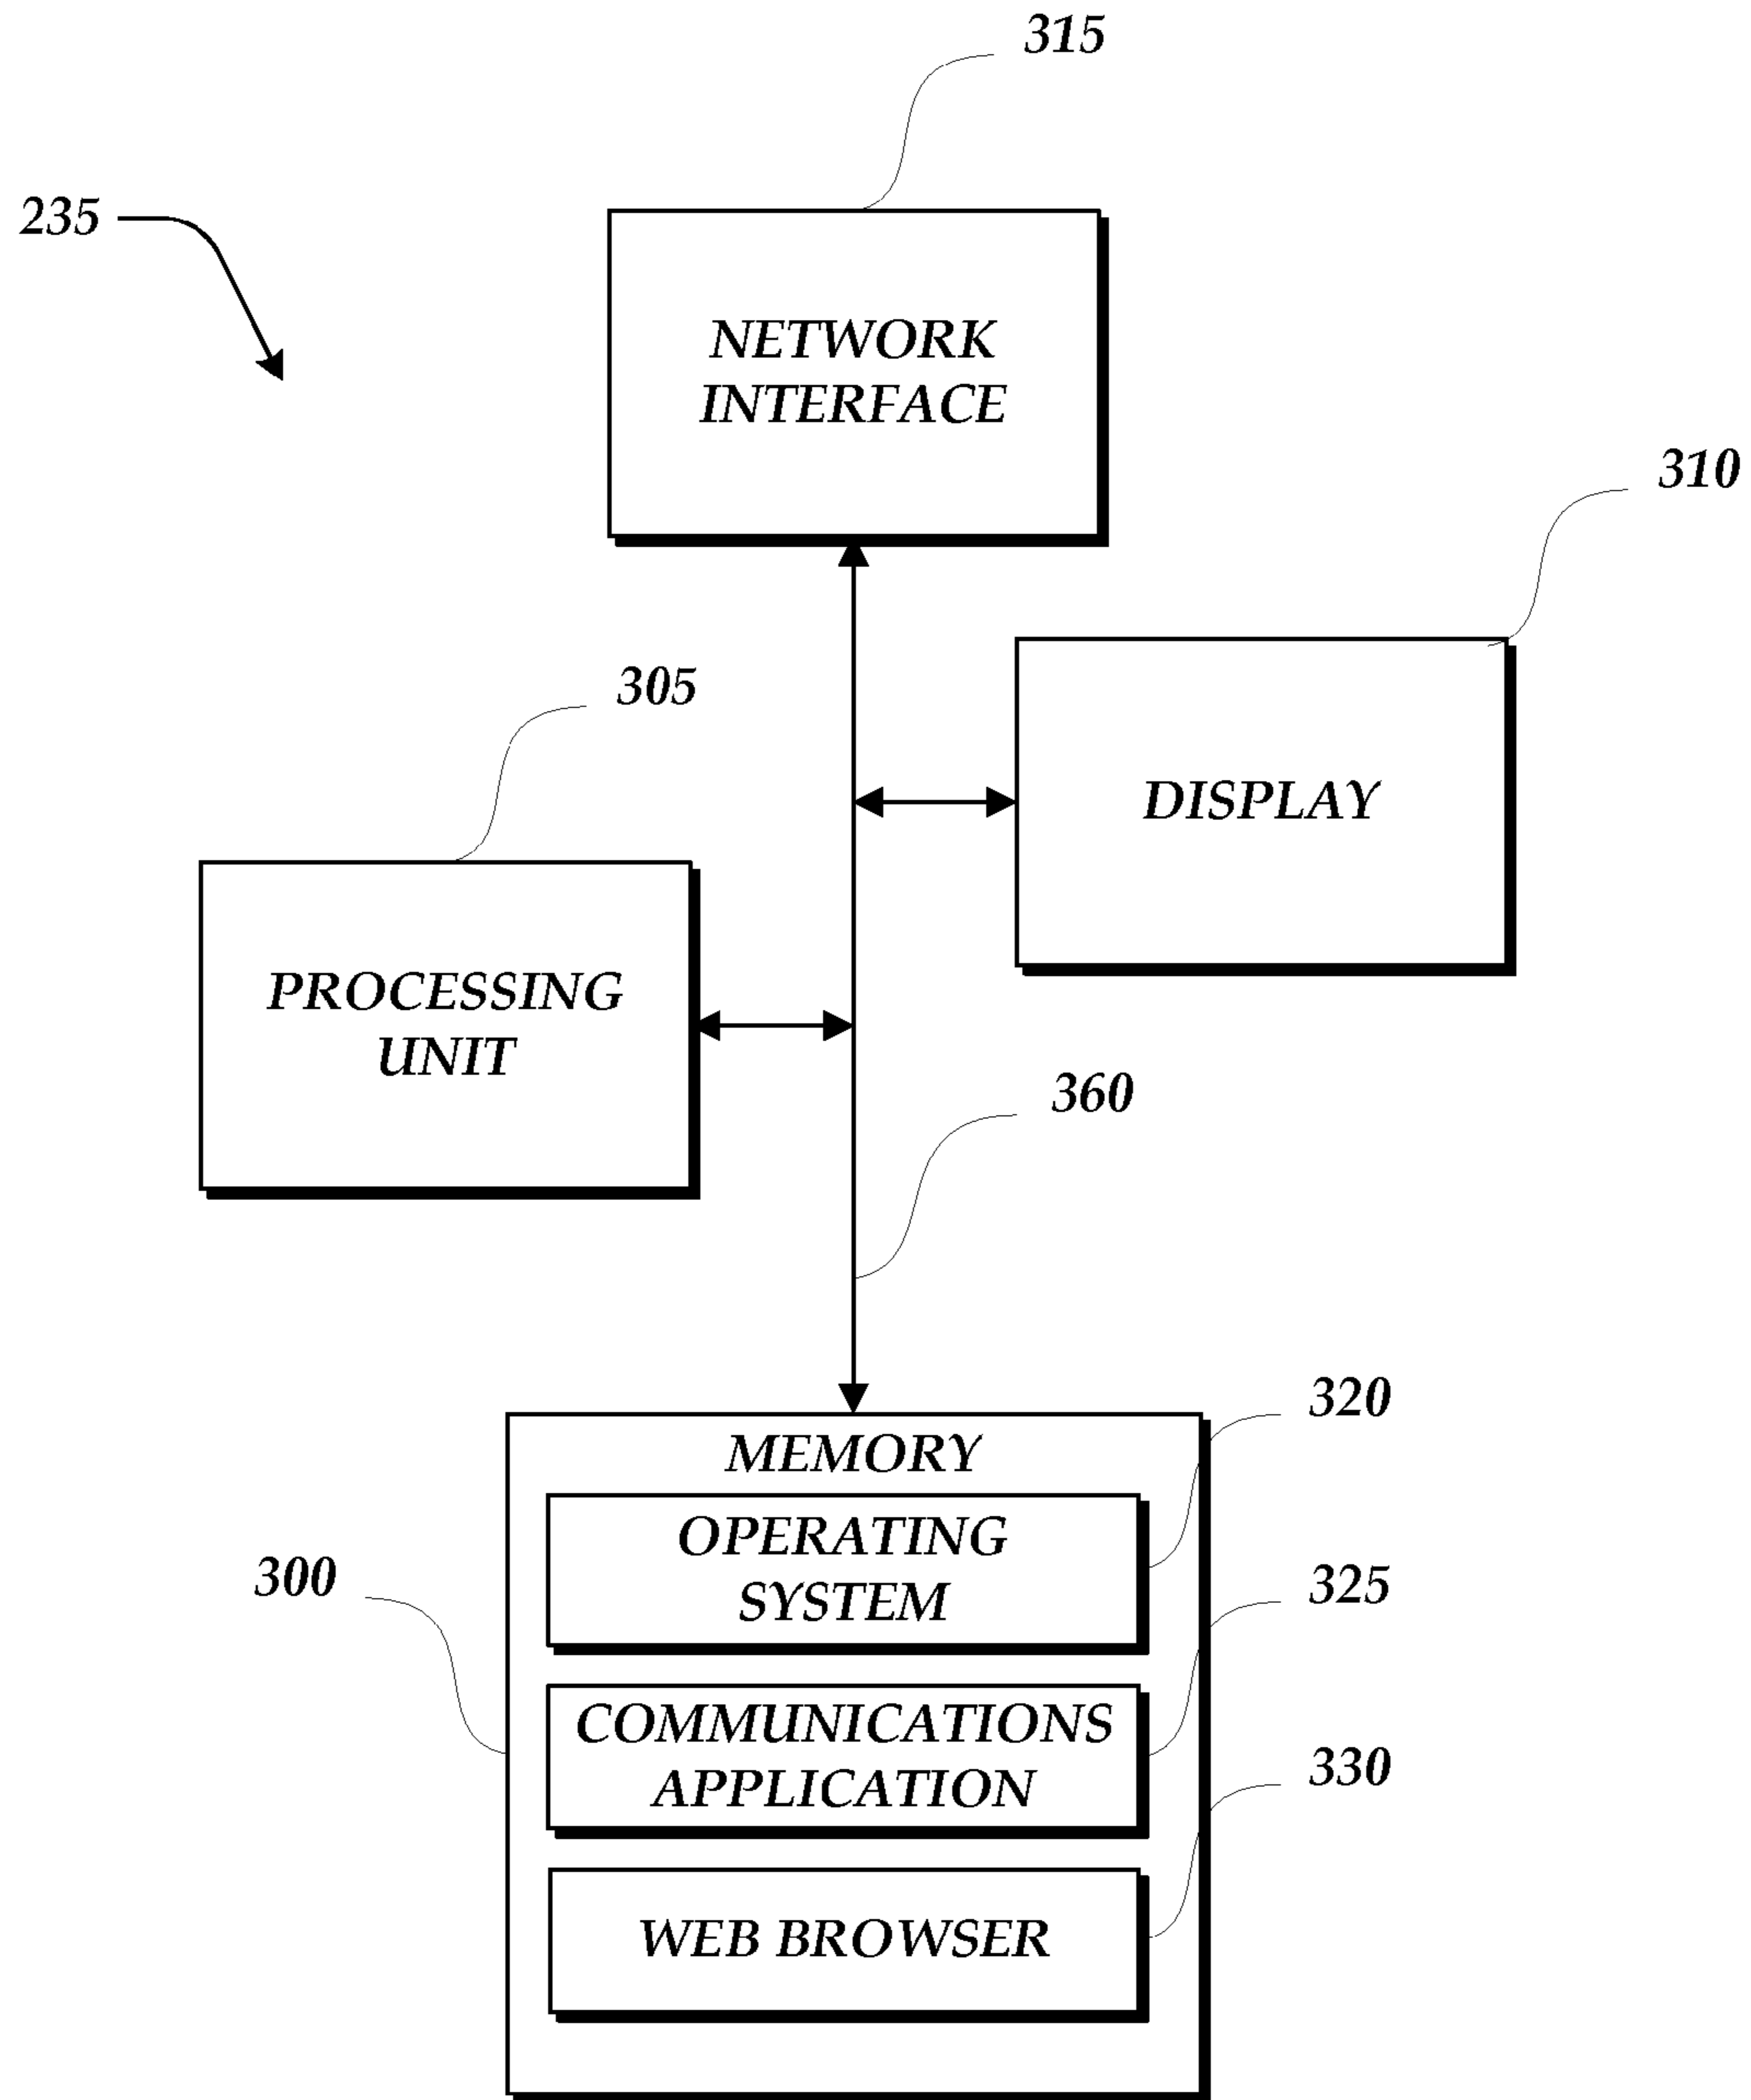 315
235
NETWORK
INTERFACE
310
305
DISPLAY
PROCESSING
UNIT
360
320
MEMORY
OPERATING
SYSTEM
300
325
COMMUNICATIONS
APPLICATION
330
WEB BROWSER